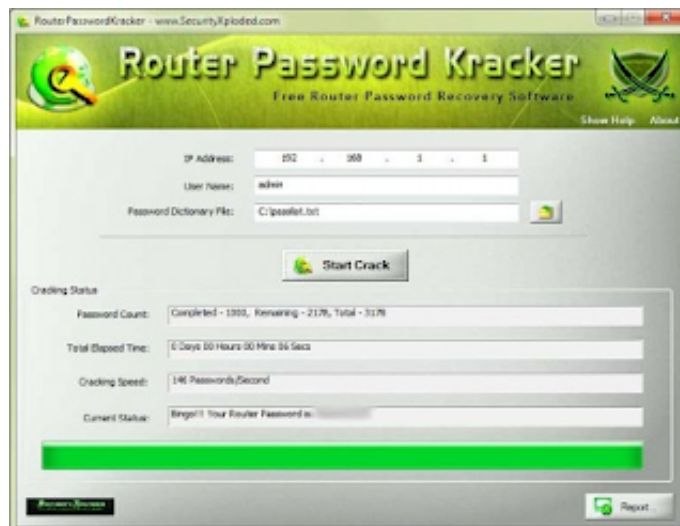 RouterPasswordKracker - www.SecurityXploded.com
Router Password Kracker
Free Router Password Recovery Software
Show Help About
IP Address: 192 . 168 . 1 . 1
User Name: admin
Password Dictionary File: C:\passlist.txt
Start Crack
Cracking Status
Password Count: Completed - 1000, Remaining - 2178, Total - 3178
Total Elapsed Time: 0 Days 00 Hours 00 Mins 06 Secs
Cracking Speed: 146 Passwords/Second
Current Status: Bingo!!! Your Router Password is
Report